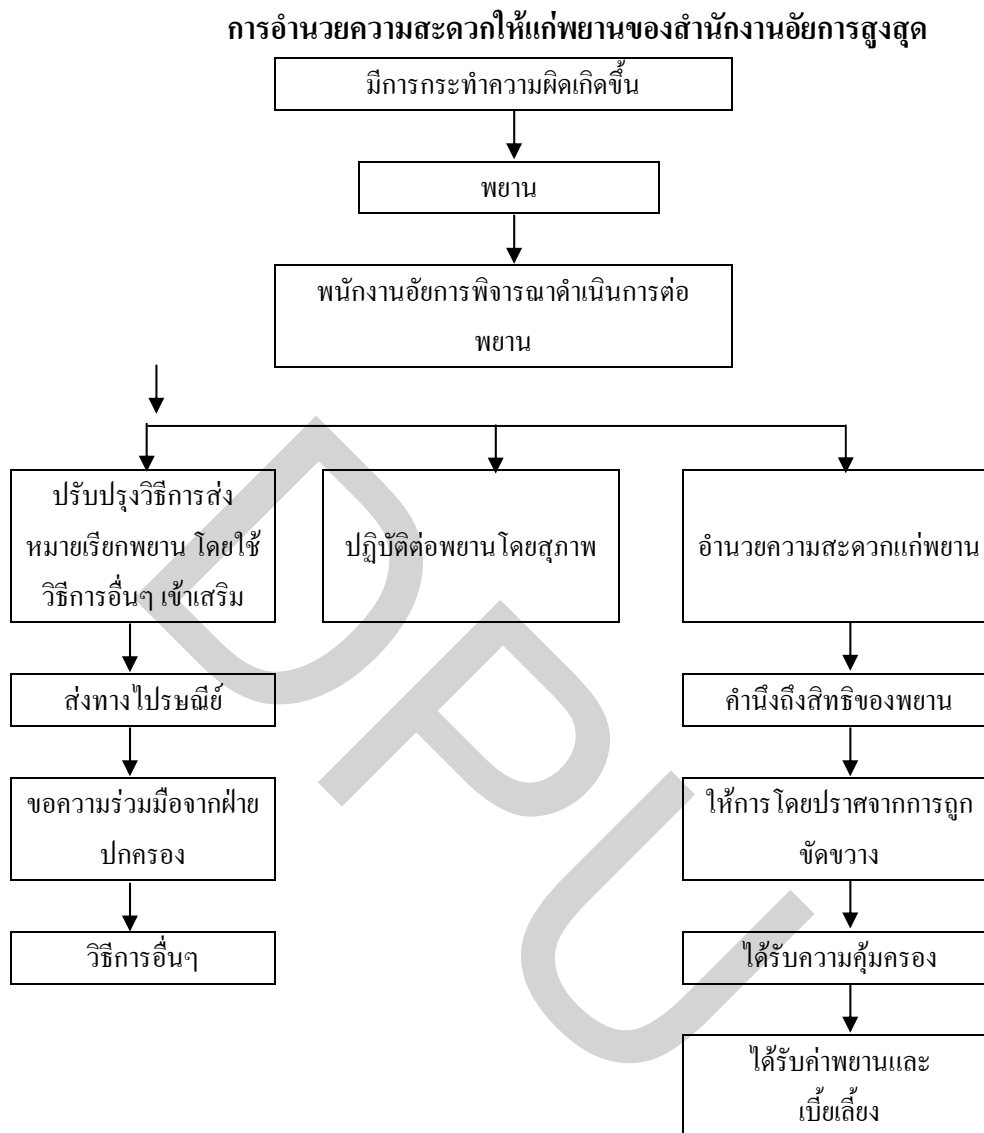 การอำนวยความสะดวกให้แก่พยานของสำนักงานอัยการสูงสุด
มีการกระทำความผิดเกิดขึ้น
พยาน
พนักงานอัยการพิจารณาดำเนินการต่อ
พยาน
ปรับปรุงวิธีการส่ง
หมายเรียกพยาน โดยใช้
วิธีการอื่นๆ เข้าเสริม
ปฏิบัติต่อพยานโดยสุภาพ
อำนวยความสะดวกแก่พยาน
ส่งทางไปรษณีย์
คำนึงถึงสิทธิของพยาน
ขอความร่วมมือจากฝ่าย
ปกครอง
ให้การโดยปราศจากการถูก
ขัดขวาง
วิธีการอื่นๆ
ได้รับความคุ้มครอง
ได้รับค่าพยานและ
เบี้ยเลี้ยง
DPU